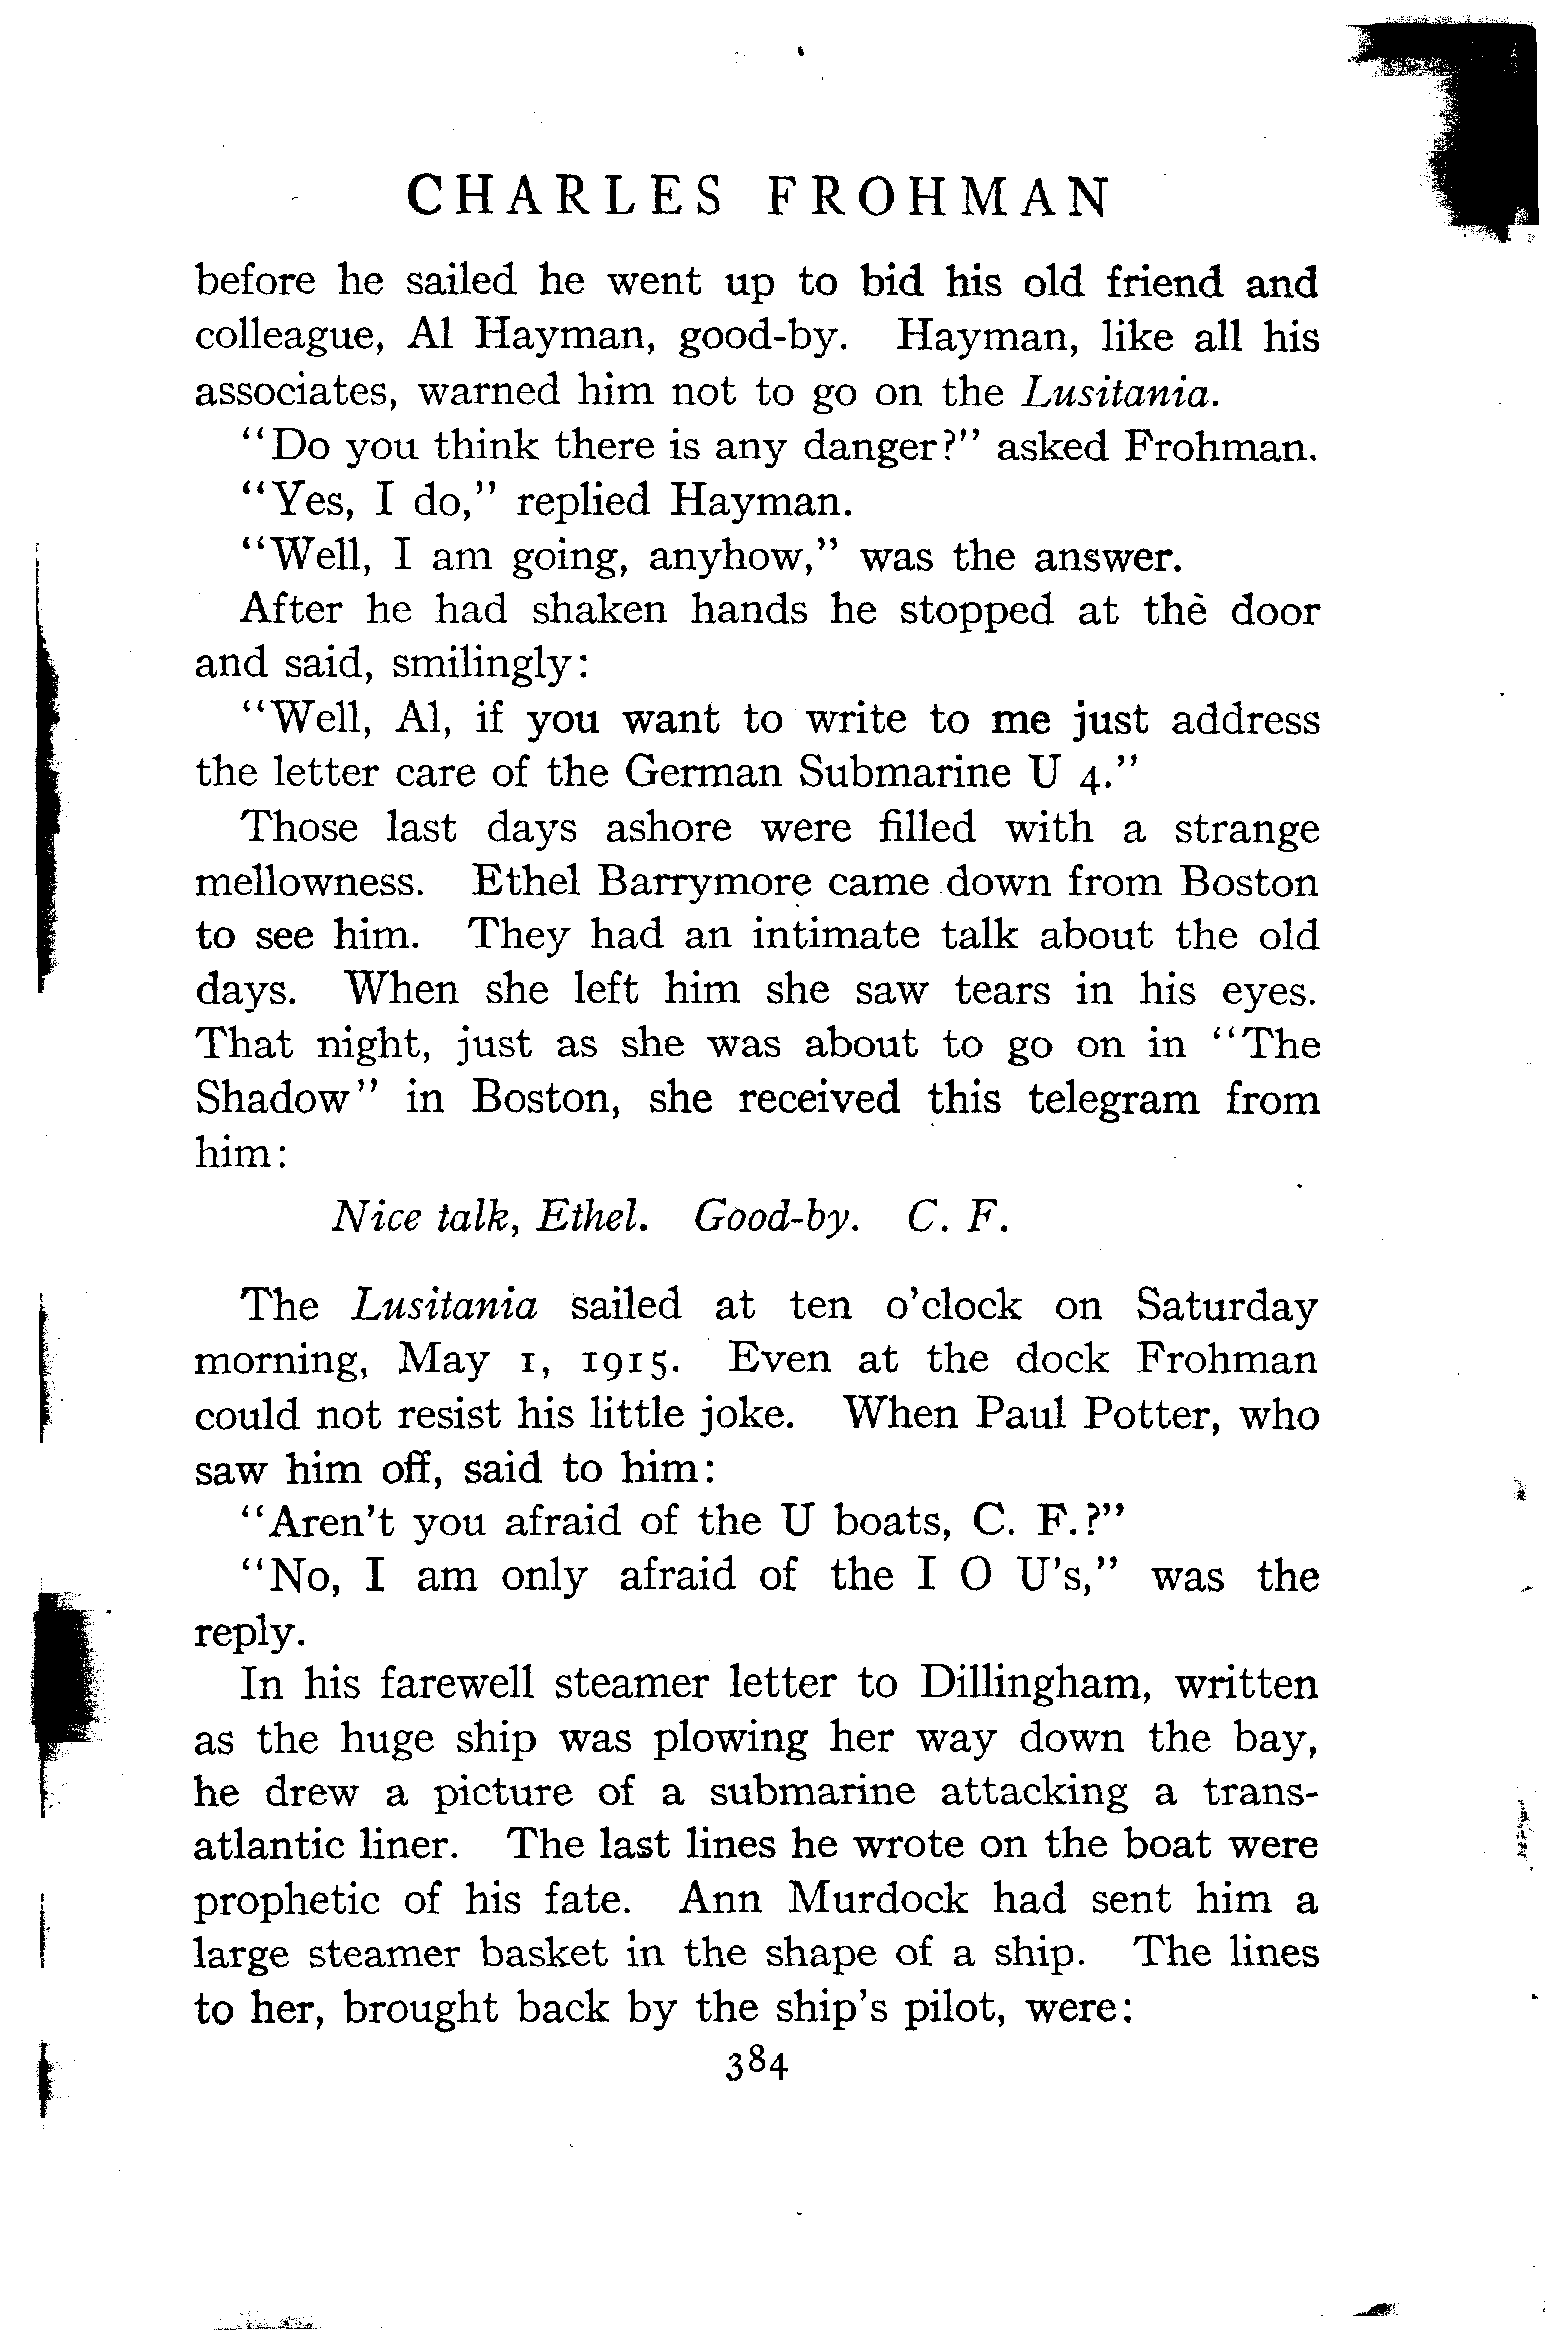 CHARLES FROHMAN
before he sailed he went up to bid his old friend and
colleague, Al Hayman, good-by. Hayman, like all his
associates, warned him not to go on the Lusitania.
"Do you think there is any danger?" asked Frohman.
"Yes, I do," replied Hayman.
"Well, I am going, anyhow," was the answer.
After he had shaken hands he stopped at the door
and said, smilingly:
"Well, Al, if you want to write to me just address
the letter care of the German Submarine U 4."
Those last days ashore were filled with a strange
mellowness. Ethel Barrymore came down from Boston
to see him. They had an intimate talk about the old
days. When she left him she saw tears in his eyes.
That night, just as she was about to go on in "The
Shadow" in Boston, she received this telegram from
him:
Nice talk, Ethel. Good-by. C. F.
The Lusitania sailed at ten o'clock on Saturday
morning, May 1, 1915. Even at the dock Frohman
could not resist his little joke. When Paul Potter, who
saw him off, said to him:
"Aren't you afraid of the U boats, C. F.?"
"No, I am only afraid of the I O U's," was the
reply.
In his farewell steamer letter to Dillingham, written
as the huge ship was plowing her way down the bay,
he drew a picture of a submarine attacking a trans-
atlantic liner. The last lines he wrote on the boat were
prophetic of his fate. Ann Murdock had sent him a
large steamer basket in the shape of a ship. The lines
to her, brought back by the ship's pilot, were:
384